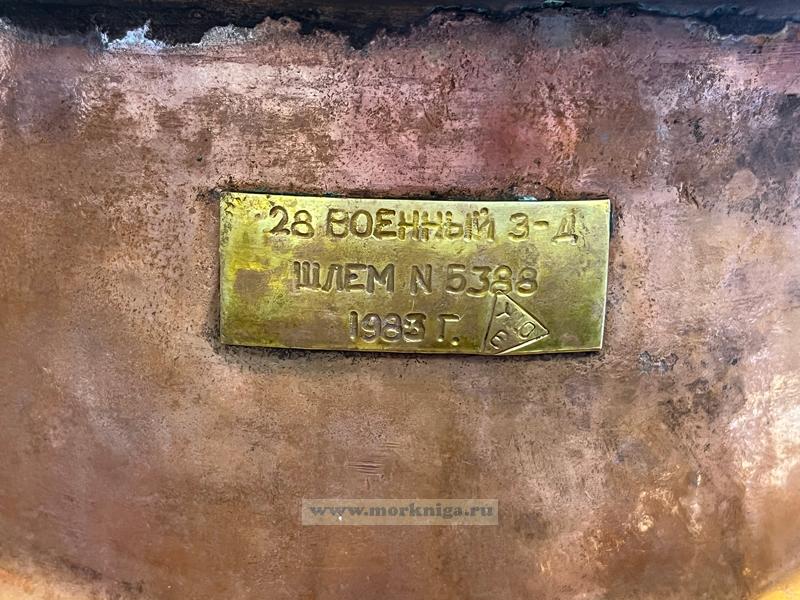 28 ВОЕННЫЙ З-Д
ШЛЕМ N 5388
1983 Г.
www.morkniga.ru